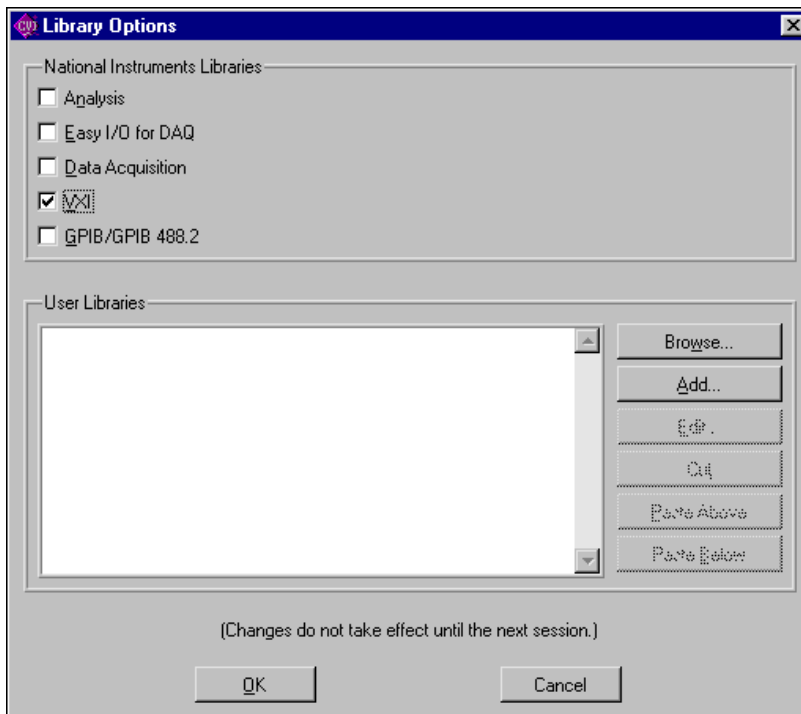 CVI Library Options
National Instruments Libraries
Analysis
Easy I/O for DAQ
Data Acquisition
VXI
GPIB/GPIB 488.2
User Libraries
Browse...
Add...
Edit...
Cut
Paste Above
Paste Below
(Changes do not take effect until the next session.)
OK
Cancel